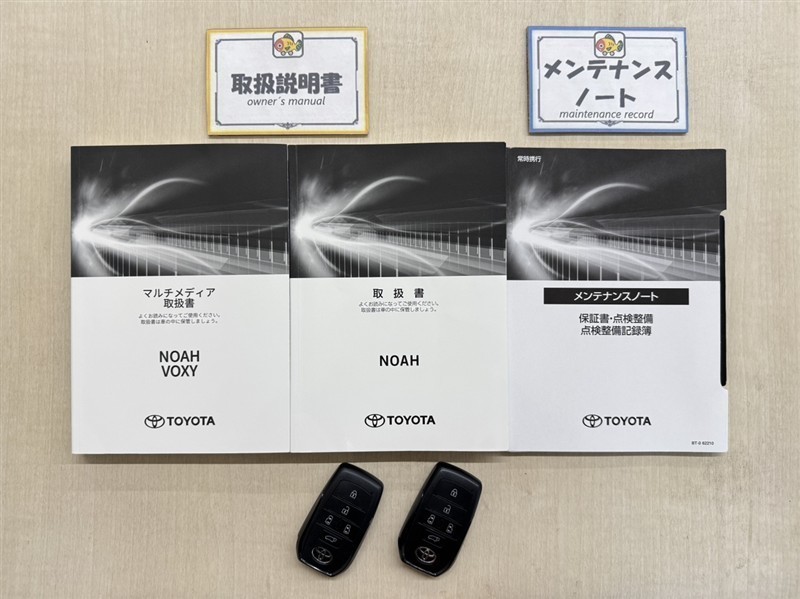 取扱説明書
owner's manual
メンテナンス
ノート
maintenance record
マルチメディア
取扱書
よくお読みになってご使用ください。
取扱書は車の中に保管しましょう。
NOAH
VOXY
TOYOTA
取扱書
よくお読みになってご使用ください。
取扱書は車の中に保管しましょう。
NOAH
TOYOTA
常時携行
メンテナンスノート
保証書・点検整備
点検整備記録簿
TOYOTA